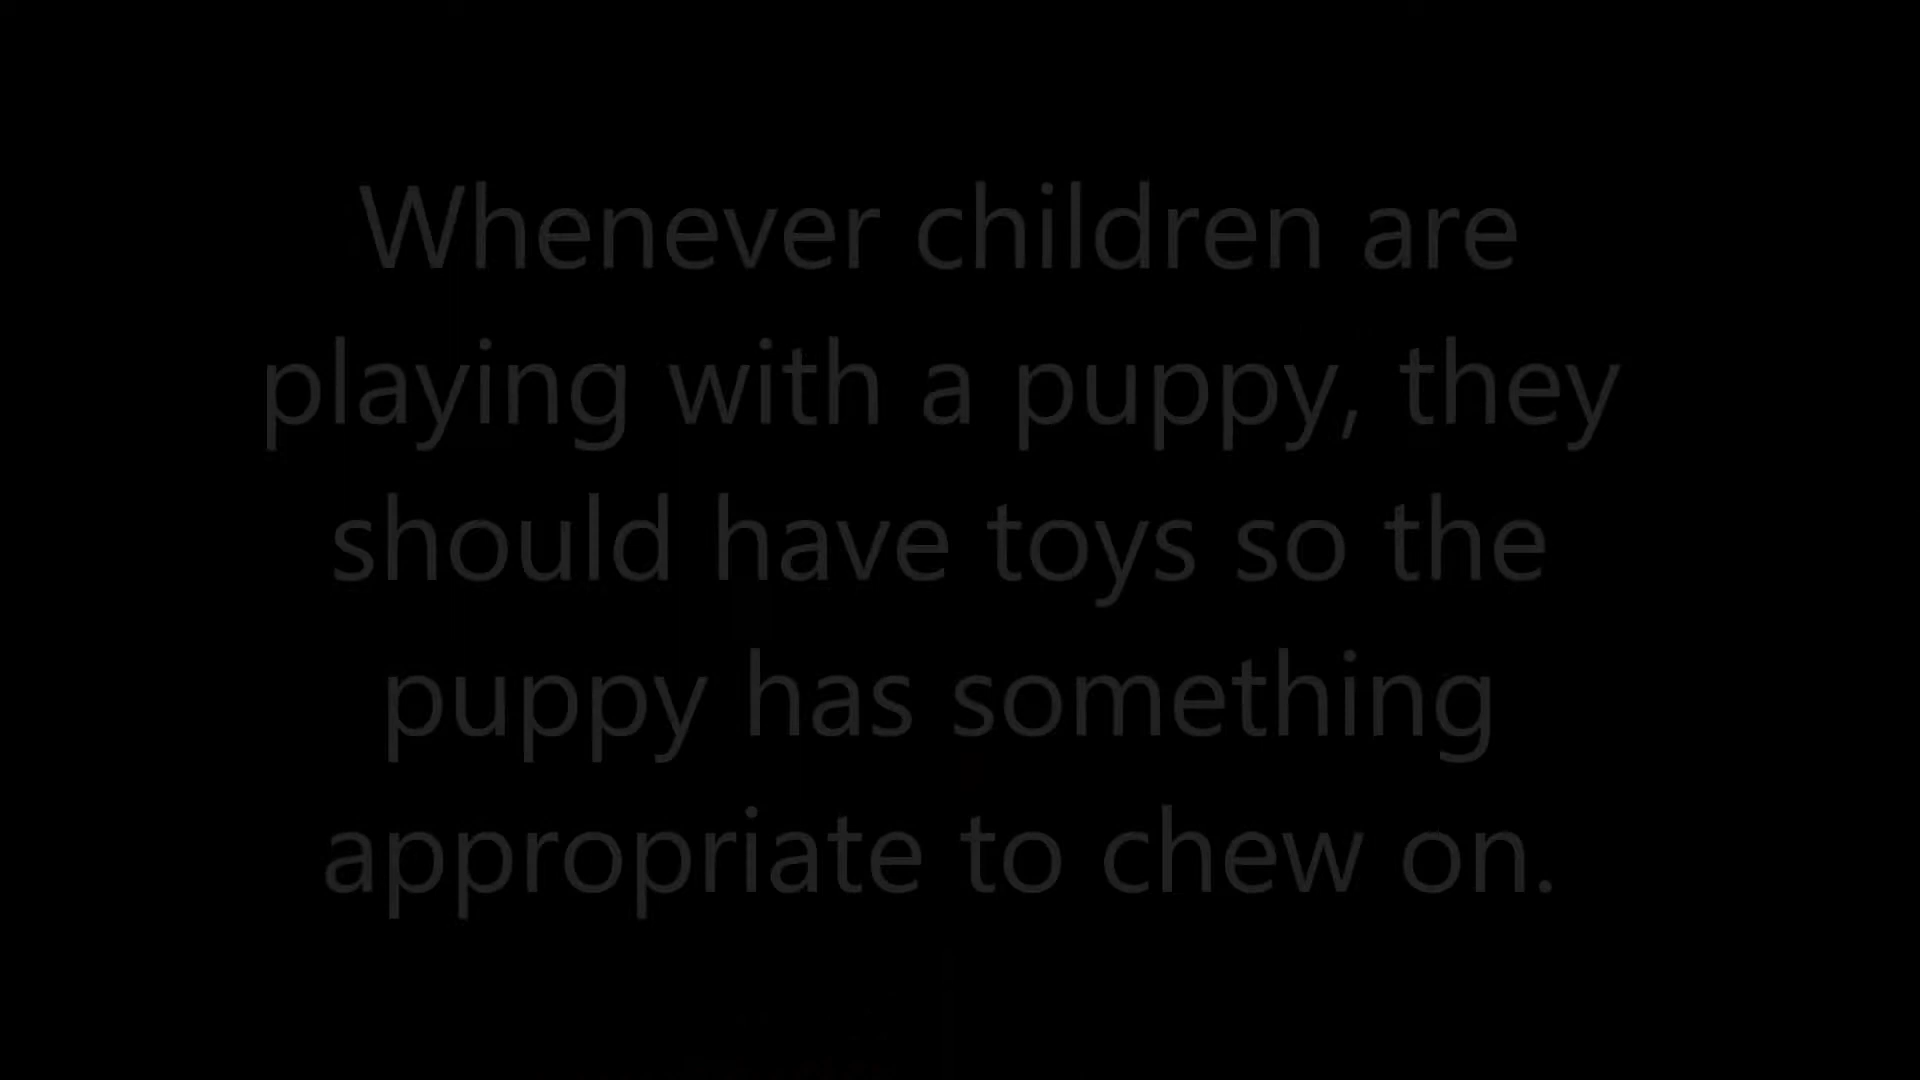 Whenever children are
playing with a puppy, they
should have toys so the
puppy has something
appropriate to chew on.